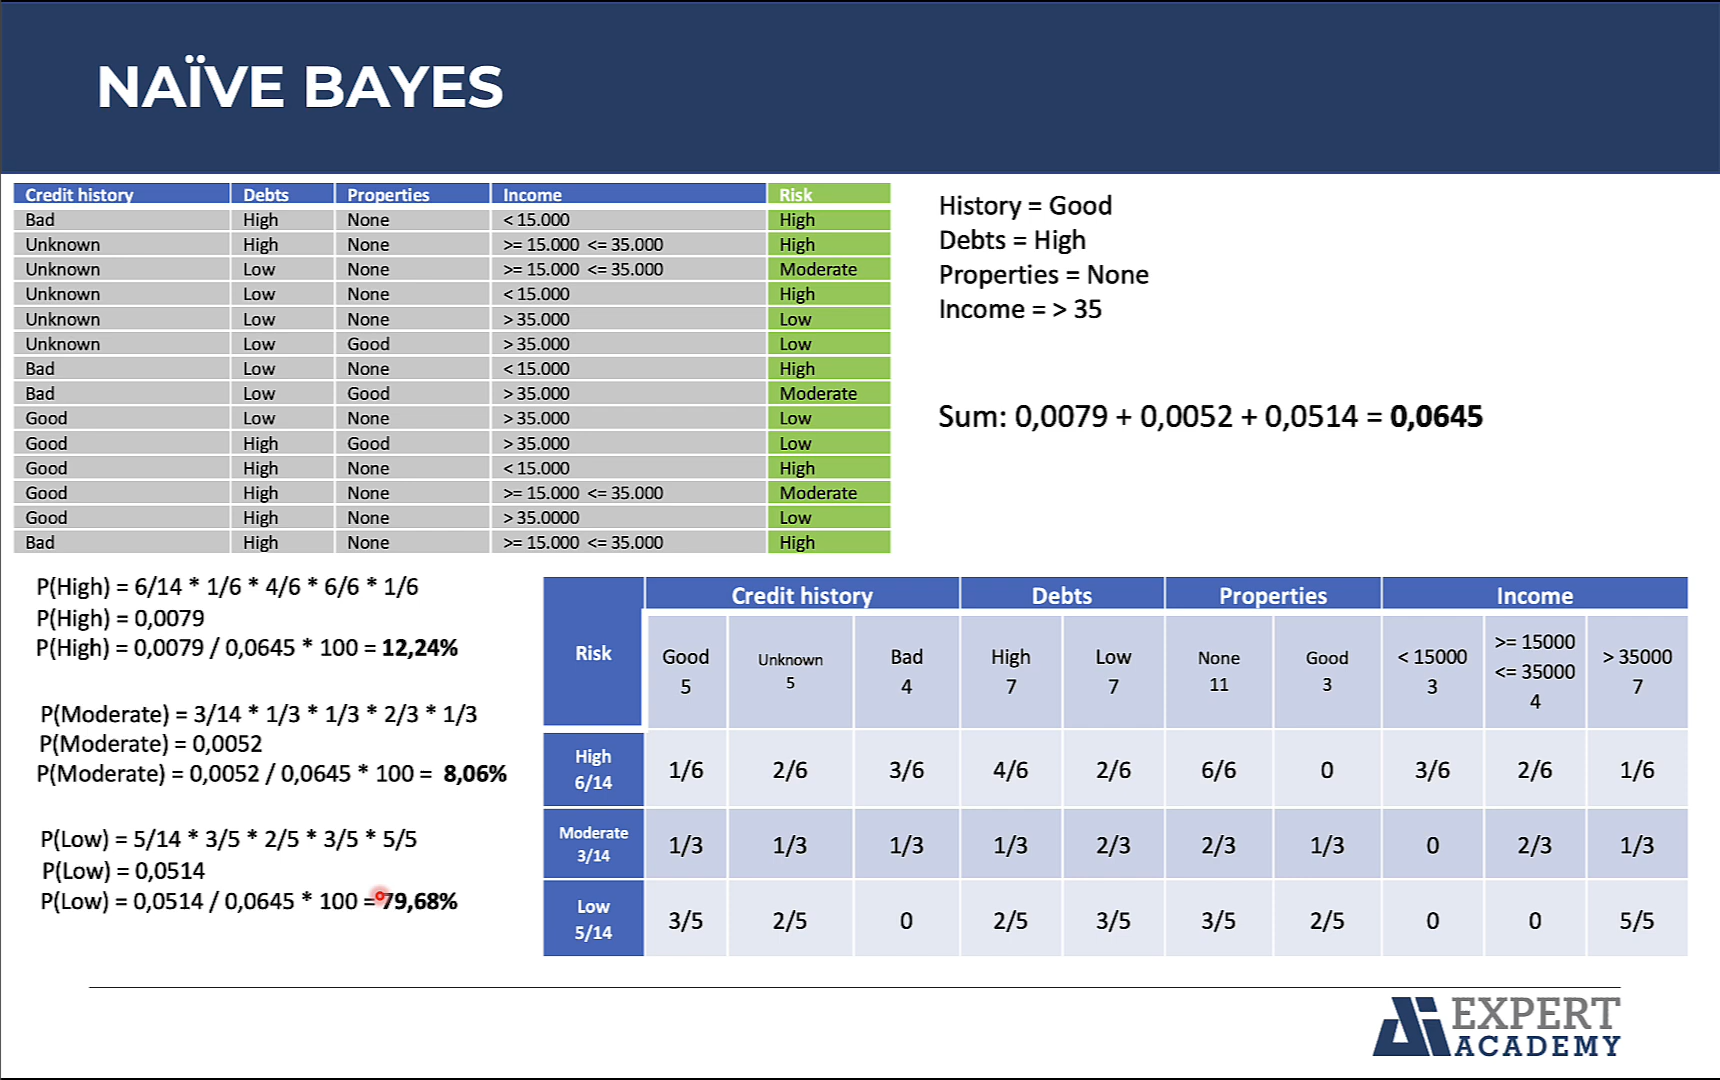 NAÏVE BAYES
Credit history Debts Properties Income Risk
Bad High None < 15.000 High
Unknown High None >= 15.000 <= 35.000 High
Unknown Low None >= 15.000 <= 35.000 Moderate
Unknown Low None < 15.000 High
Unknown Low None > 35.000 Low
Unknown Low Good > 35.000 Low
Bad Low None < 15.000 High
Bad Low Good > 35.000 Moderate
Good Low None > 35.000 Low
Good High Good > 35.000 Low
Good High None < 15.000 High
Good High None >= 15.000 <= 35.000 Moderate
Good High None > 35.0000 Low
Bad High None >= 15.000 <= 35.000 High
History = Good
Debts = High
Properties = None
Income = > 35
Sum: 0,0079 + 0,0052 + 0,0514 = 0,0645
P(High) = 6/14 * 1/6 * 4/6 * 6/6 * 1/6
P(High) = 0,0079
P(High) = 0,0079 / 0,0645 * 100 = 12,24%
P(Moderate) = 3/14 * 1/3 * 1/3 * 2/3 * 1/3
P(Moderate) = 0,0052
P(Moderate) = 0,0052 / 0,0645 * 100 = 8,06%
P(Low) = 5/14 * 3/5 * 2/5 * 3/5 * 5/5
P(Low) = 0,0514
P(Low) = 0,0514 / 0,0645 * 100 = 79,68%
Risk Credit history Debts Properties Income
Good Unknown Bad High Low None Good < 15000 >= 15000 <= 35000 > 35000
5 5 4 7 7 11 3 3 4 7
High 6/14 1/6 2/6 3/6 4/6 2/6 6/6 0 3/6 2/6 1/6
Moderate 3/14 1/3 1/3 1/3 1/3 2/3 2/3 1/3 0 2/3 1/3
Low 5/14 3/5 2/5 0 2/5 3/5 3/5 2/5 0 0 5/5
EXPERT
ACADEMY